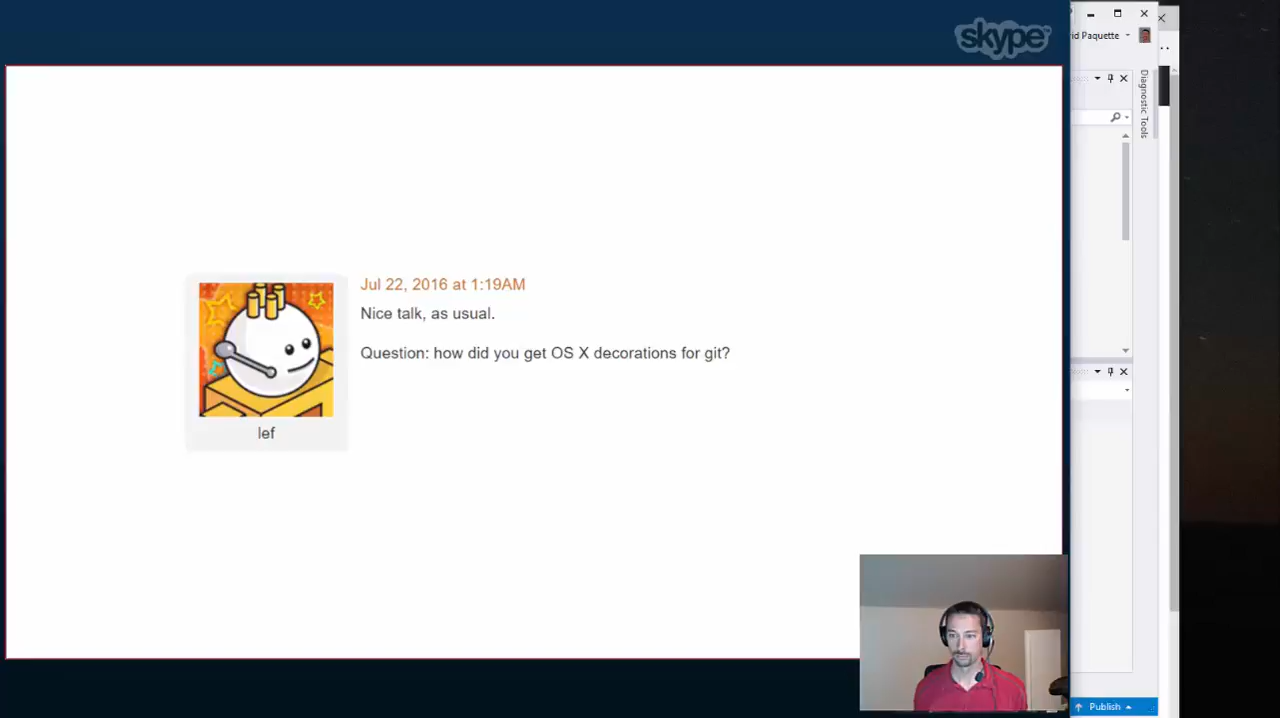 skype™
id Paquette
Diagnostic Tools
Jul 22, 2016 at 1:19AM
Nice talk, as usual.
Question: how did you get OS X decorations for git?
lef
Publish